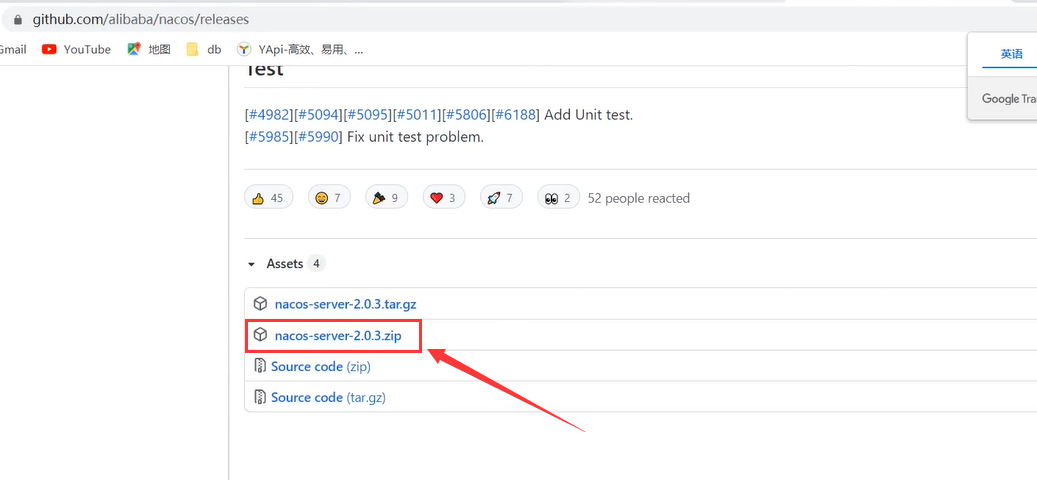 github.com/alibaba/nacos/releases
Gmail YouTube 地图 db YApi-高效、易用、...
英语
Test
Google Tra
[#4982][#5094][#5095][#5011][#5806][#6188] Add Unit test.
[#5985][#5990] Fix unit test problem.
45 7 9 3 7 2 52 people reacted
Assets 4
nacos-server-2.0.3.tar.gz
nacos-server-2.0.3.zip
Source code (zip)
Source code (tar.gz)